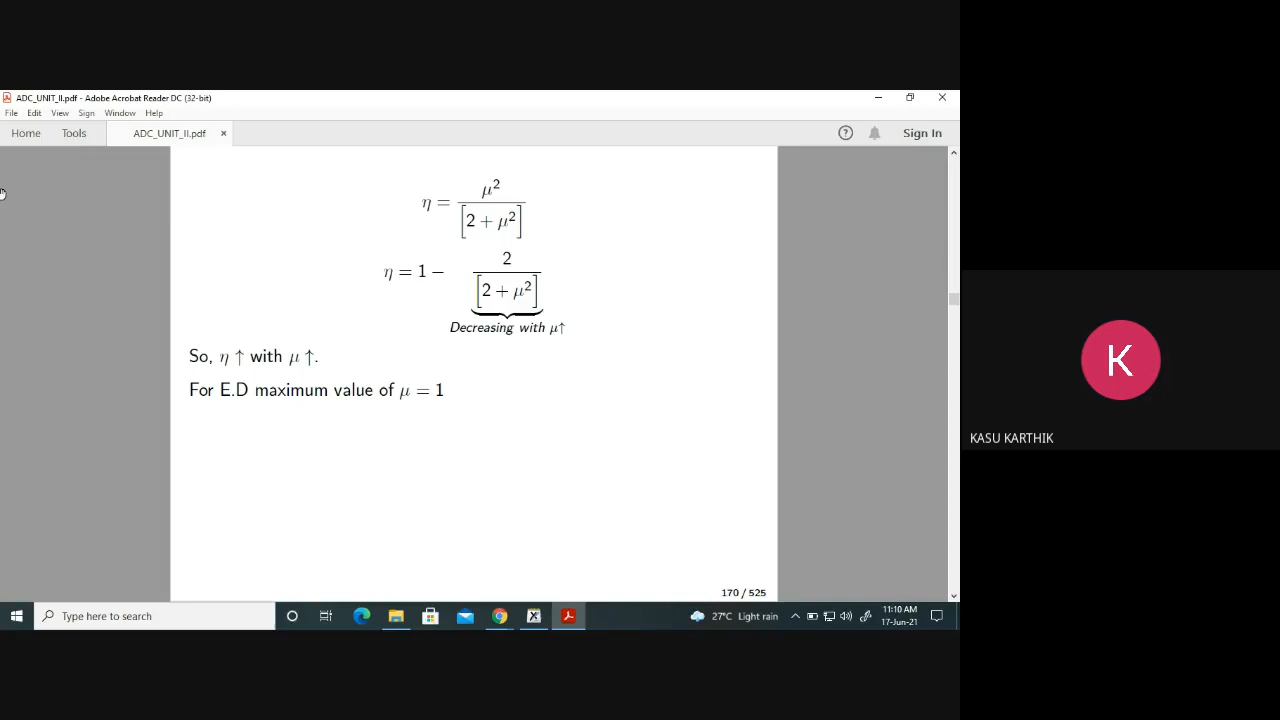 ADC_UNIT_II.pdf - Adobe Acrobat Reader DC (32-bit)
File Edit View Sign Window Help
Home Tools ADC_UNIT_II.pdf × Sign In
η = μ² / [2 + μ²]
η = 1 − 2 / [2 + μ²]
Decreasing with μ↑
So, η ↑ with μ ↑.
For E.D maximum value of μ = 1
170 / 525
K
KASU KARTHIK
Type here to search
27°C Light rain
11:10 AM
17-Jun-21